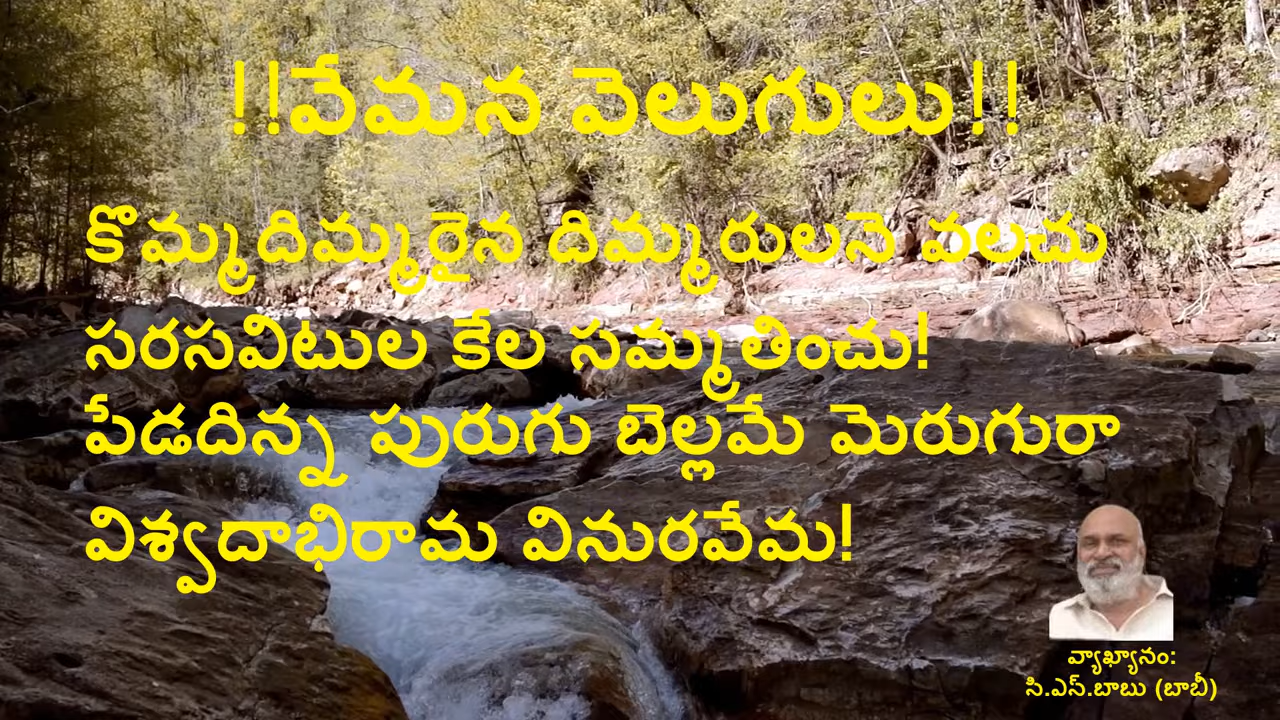 !!వేమన వెలుగులు!!
కొమ్మదిమ్మరైన దిమ్మరులనె వలచు
సరసవిటుల కేల సమ్మతించు!
పేడదిన్న పురుగు బెల్లమే మెరుగురా
విశ్వదాభిరామ వినురవేమ!
వ్యాఖ్యానం:
సి.ఎస్.బాబు (బాబీ)